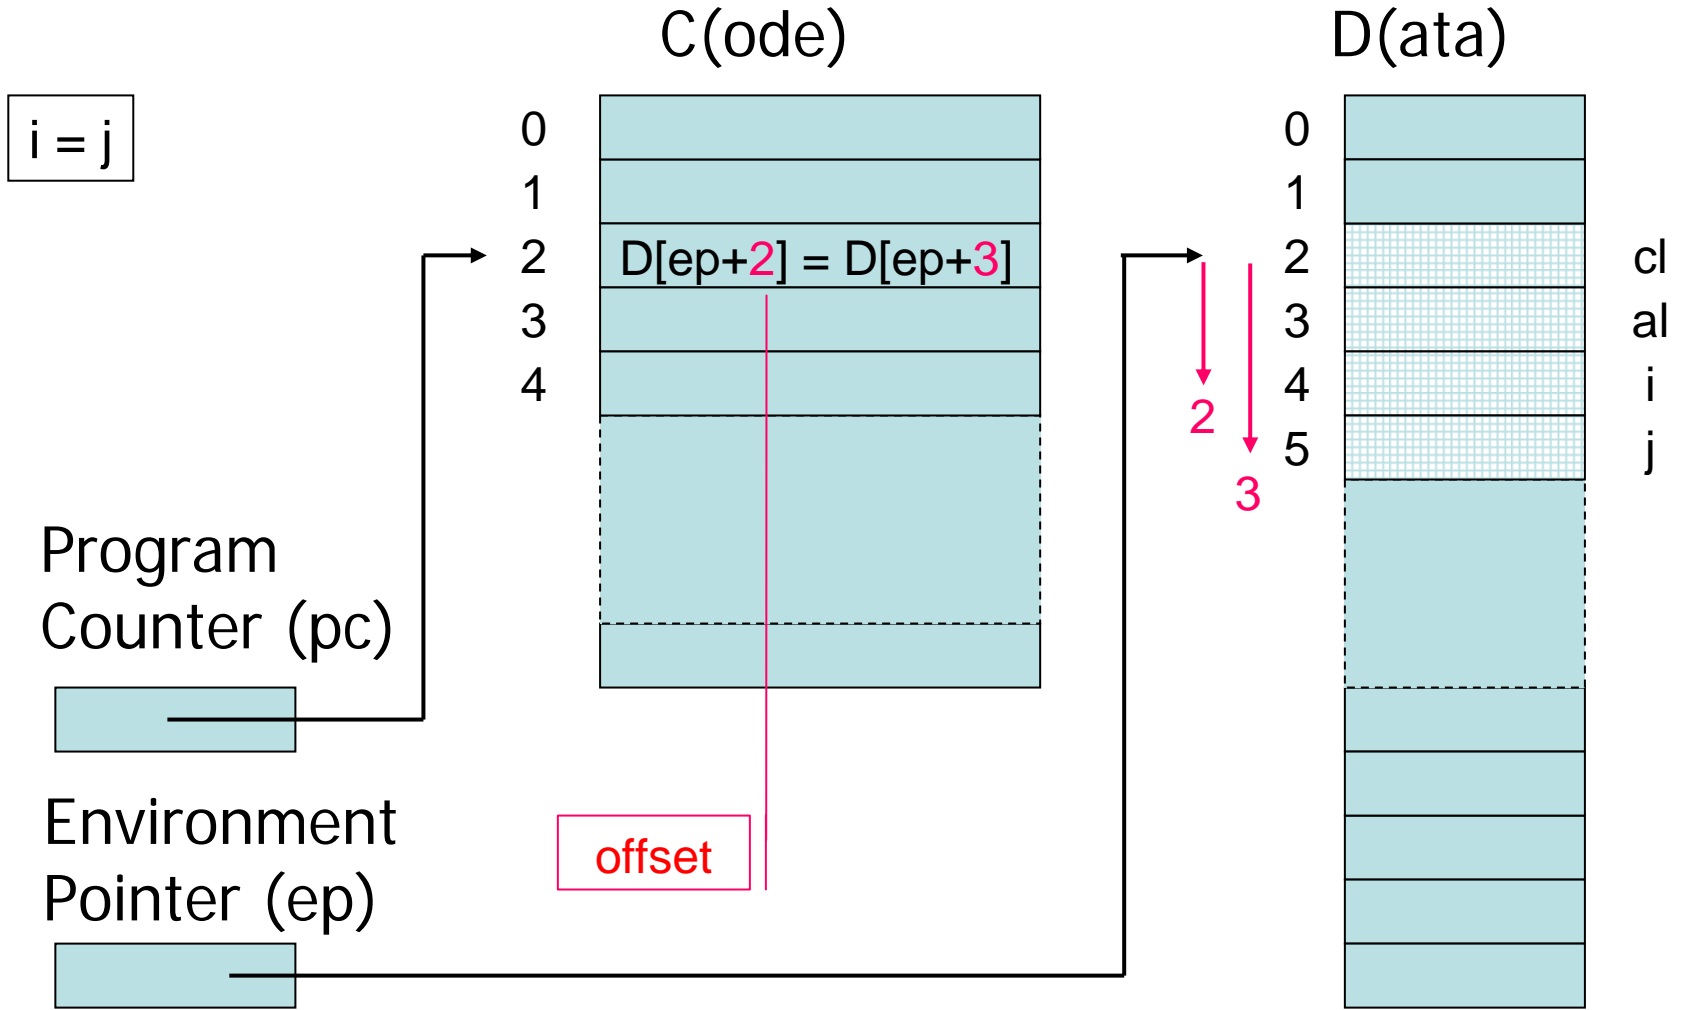 C(ode)
D(ata)
i = j
0
1
2
3
4
D[ep+2] = D[ep+3]
0
1
2
3
4
5
cl
al
i
j
2
3
Program
Counter (pc)
Environment
Pointer (ep)
offset